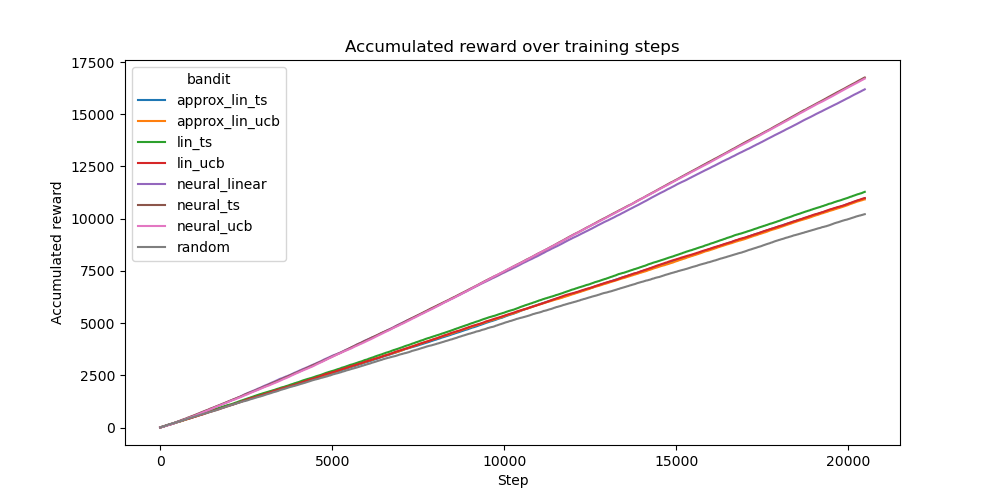 Accumulated reward over training steps
Accumulated reward
17500
15000
12500
10000
7500
5000
2500
0
bandit
approx_lin_ts
approx_lin_ucb
lin_ts
lin_ucb
neural_linear
neural_ts
neural_ucb
random
0 5000 10000 15000 20000
Step